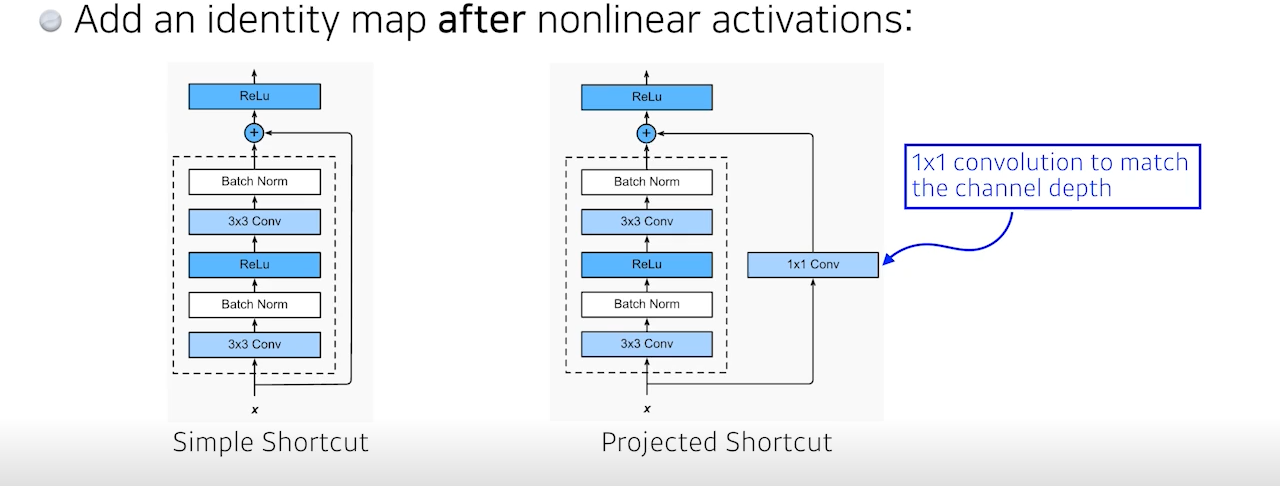 Add an identity map after nonlinear activations:
ReLu
+
Batch Norm
3x3 Conv
ReLu
Batch Norm
3x3 Conv
x
Simple Shortcut
ReLu
+
Batch Norm
3x3 Conv
ReLu
Batch Norm
3x3 Conv
x
1x1 Conv
Projected Shortcut
1x1 convolution to match
the channel depth